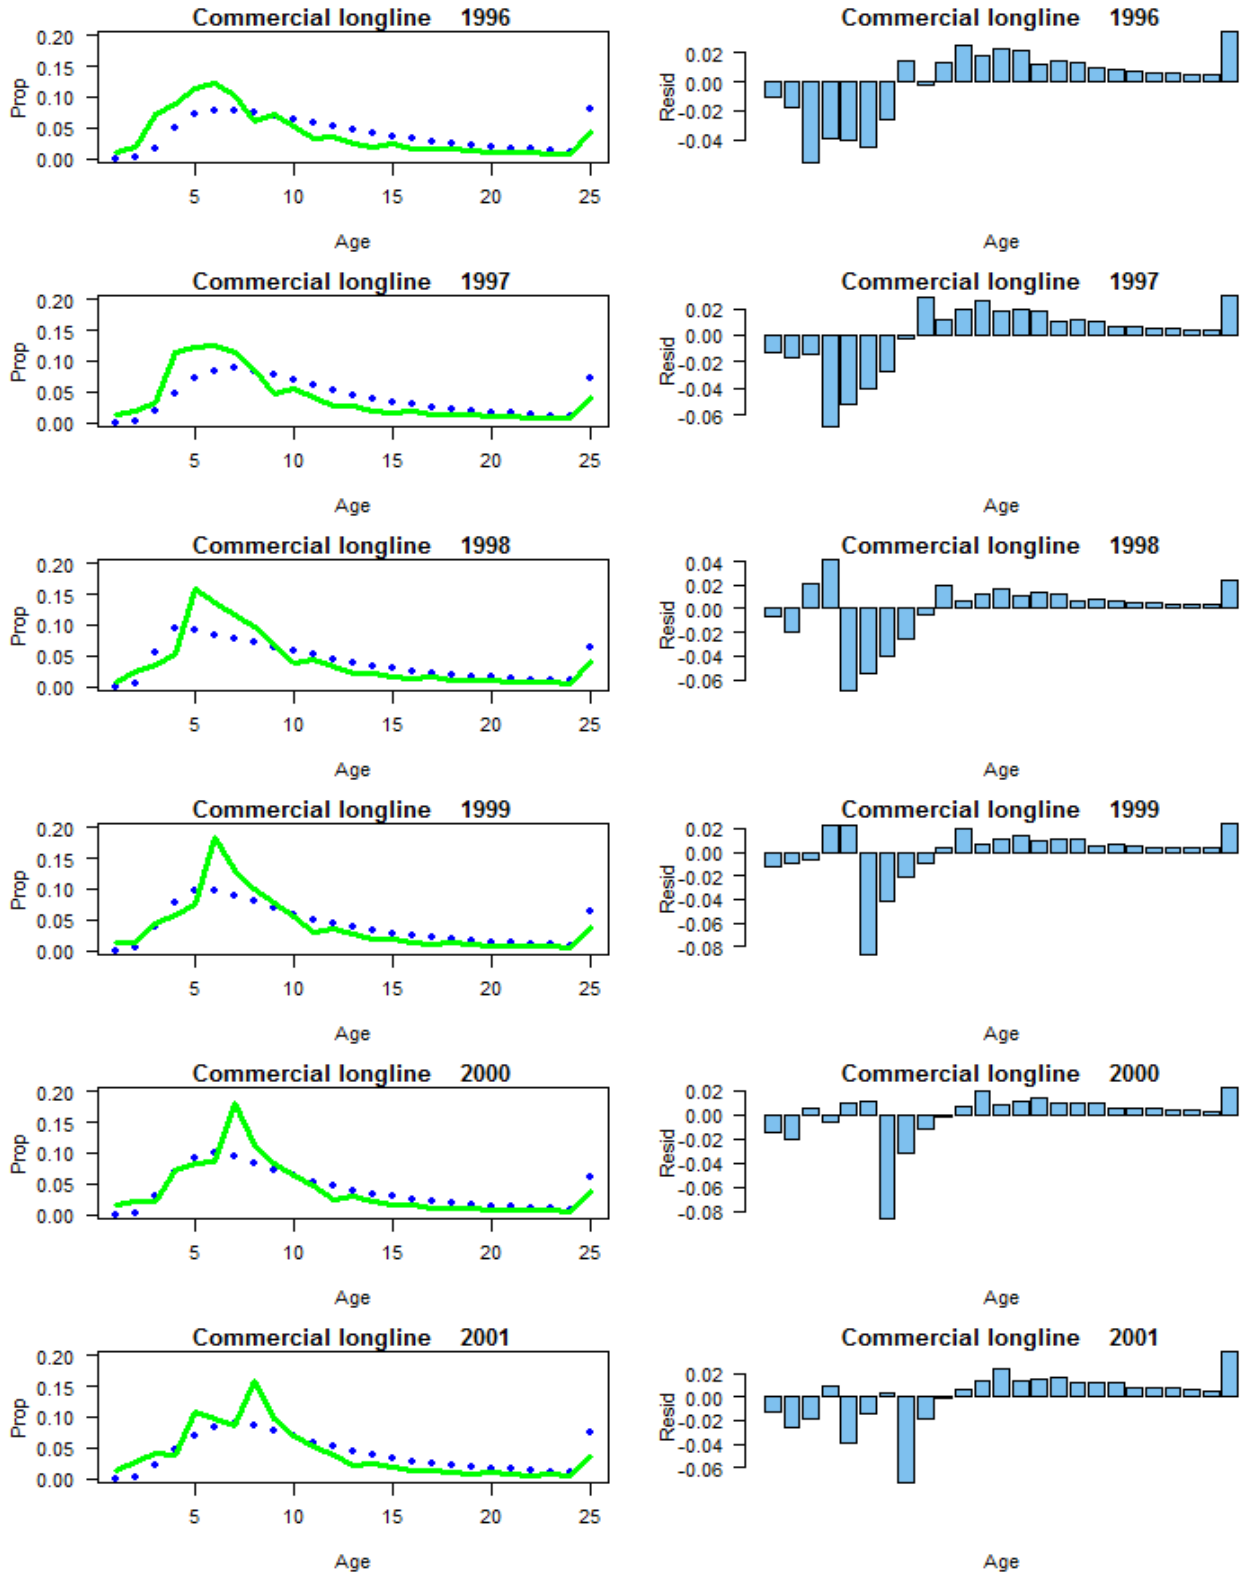 Commercial longline 1996
Prop
0.20
0.15
0.10
0.05
0.00
5 10 15 20 25
Age
Commercial longline 1996
Resid
0.02
0.00
-0.02
-0.04
Age
Commercial longline 1997
Prop
0.20
0.15
0.10
0.05
0.00
5 10 15 20 25
Age
Commercial longline 1997
Resid
0.02
0.00
-0.02
-0.04
-0.06
Age
Commercial longline 1998
Prop
0.20
0.15
0.10
0.05
0.00
5 10 15 20 25
Age
Commercial longline 1998
Resid
0.04
0.02
0.00
-0.02
-0.04
-0.06
Age
Commercial longline 1999
Prop
0.20
0.15
0.10
0.05
0.00
5 10 15 20 25
Age
Commercial longline 1999
Resid
0.02
0.00
-0.02
-0.04
-0.06
-0.08
Age
Commercial longline 2000
Prop
0.20
0.15
0.10
0.05
0.00
5 10 15 20 25
Age
Commercial longline 2000
Resid
0.02
0.00
-0.02
-0.04
-0.06
-0.08
Age
Commercial longline 2001
Prop
0.20
0.15
0.10
0.05
0.00
5 10 15 20 25
Age
Commercial longline 2001
Resid
0.02
0.00
-0.02
-0.04
-0.06
Age